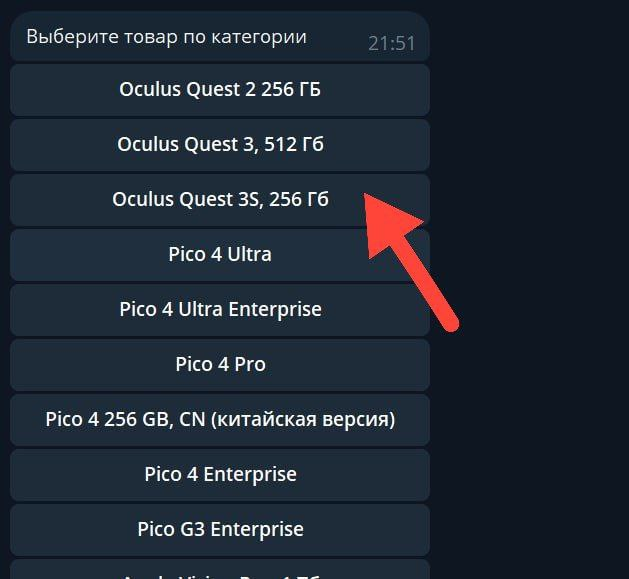 Выберите товар по категории
21:51
Oculus Quest 2 256 ГБ
Oculus Quest 3, 512 Гб
Oculus Quest 3S, 256 Гб
Pico 4 Ultra
Pico 4 Ultra Enterprise
Pico 4 Pro
Pico 4 256 GB, CN (китайская версия)
Pico 4 Enterprise
Pico G3 Enterprise